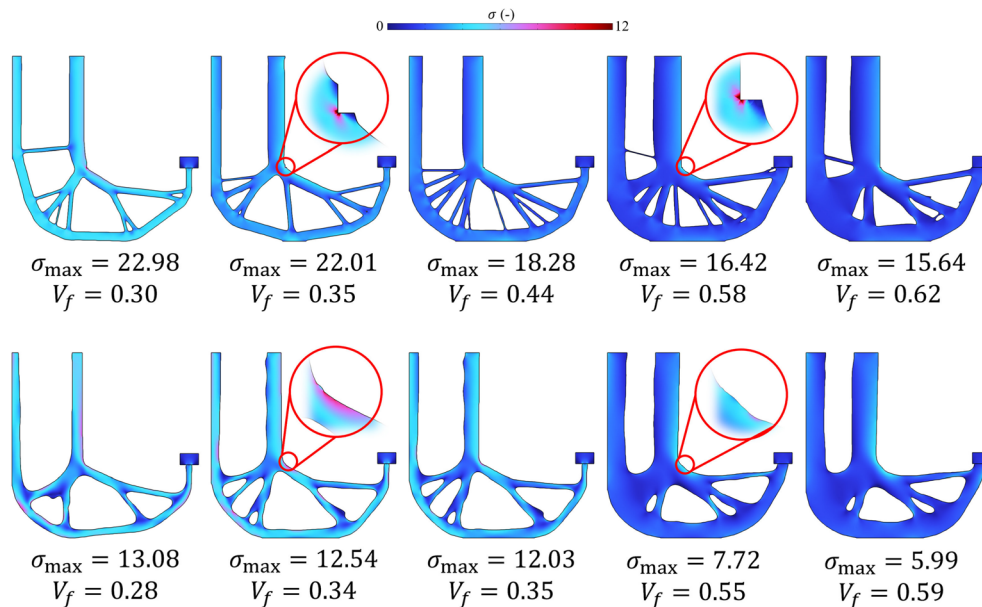 σ (-)
0 12
σmax = 22.98 σmax = 22.01 σmax = 18.28 σmax = 16.42 σmax = 15.64
Vf = 0.30 Vf = 0.35 Vf = 0.44 Vf = 0.58 Vf = 0.62
σmax = 13.08 σmax = 12.54 σmax = 12.03 σmax = 7.72 σmax = 5.99
Vf = 0.28 Vf = 0.34 Vf = 0.35 Vf = 0.55 Vf = 0.59